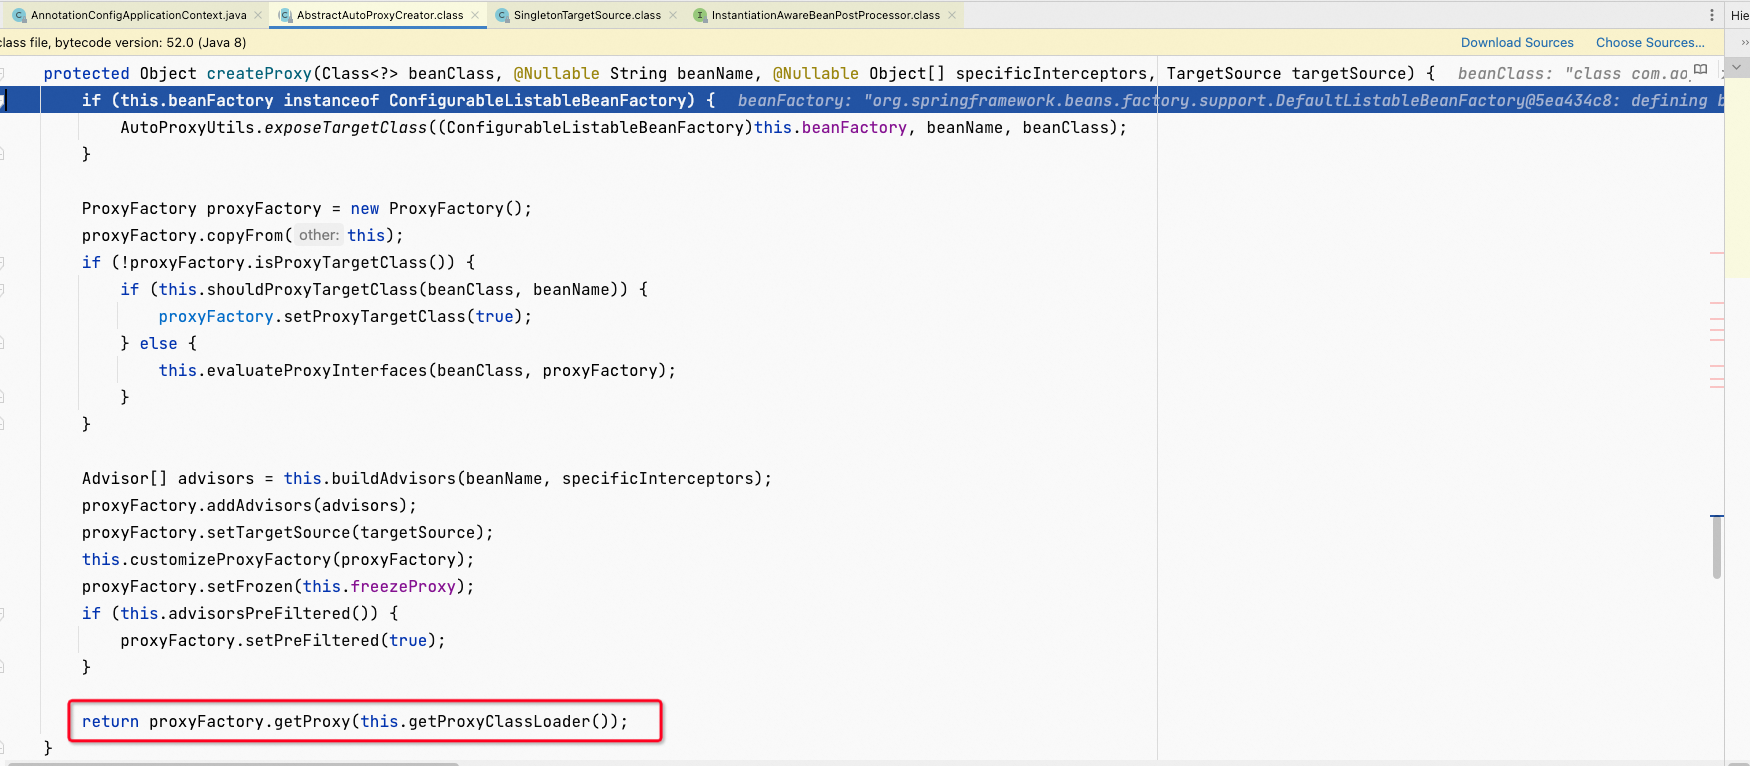 AnnotationConfigApplicationContext.java AbstractAutoProxyCreator.class SingletonTargetSource.class InstantiationAwareBeanPostProcessor.class Hie
class file, bytecode version: 52.0 (Java 8) Download Sources Choose Sources...
protected Object createProxy(Class<?> beanClass, @Nullable String beanName, @Nullable Object[] specificInterceptors, TargetSource targetSource) { beanClass: "class com.ao
if (this.beanFactory instanceof ConfigurableListableBeanFactory) { beanFactory: "org.springframework.beans.factory.support.DefaultListableBeanFactory@5ea434c8: defining b
AutoProxyUtils.exposeTargetClass((ConfigurableListableBeanFactory)this.beanFactory, beanName, beanClass);
}
ProxyFactory proxyFactory = new ProxyFactory();
proxyFactory.copyFrom( other: this);
if (!proxyFactory.isProxyTargetClass()) {
if (this.shouldProxyTargetClass(beanClass, beanName)) {
proxyFactory.setProxyTargetClass(true);
} else {
this.evaluateProxyInterfaces(beanClass, proxyFactory);
}
}
Advisor[] advisors = this.buildAdvisors(beanName, specificInterceptors);
proxyFactory.addAdvisors(advisors);
proxyFactory.setTargetSource(targetSource);
this.customizeProxyFactory(proxyFactory);
proxyFactory.setFrozen(this.freezeProxy);
if (this.advisorsPreFiltered()) {
proxyFactory.setPreFiltered(true);
}
return proxyFactory.getProxy(this.getProxyClassLoader());
}